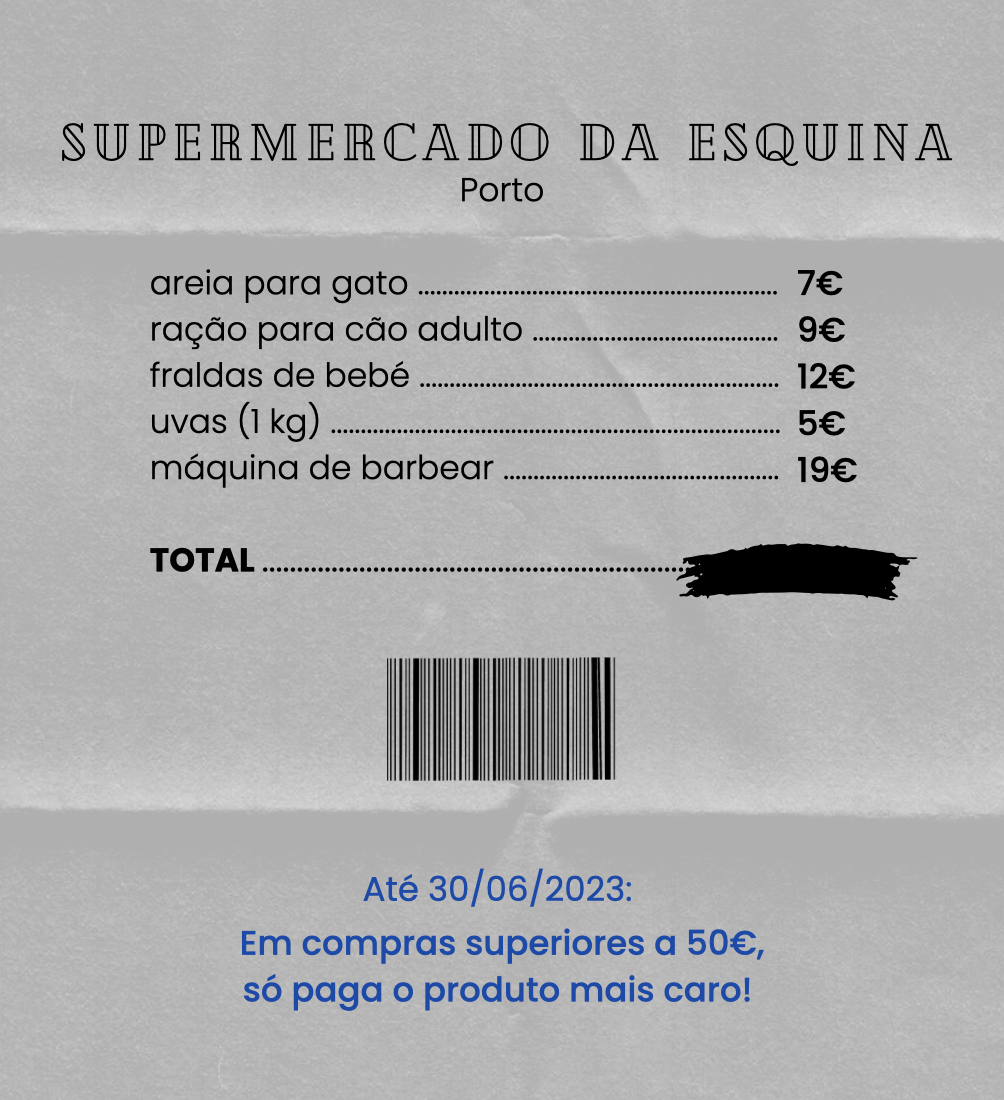 SUPERMERCADO DA ESQUINA
Porto
areia para gato ........................ 7€
ração para cão adulto ........................ 9€
fraldas de bebé ........................ 12€
uvas (1 kg) ........................ 5€
máquina de barbear ........................ 19€
TOTAL ........................
Até 30/06/2023:
Em compras superiores a 50€,
só paga o produto mais caro!